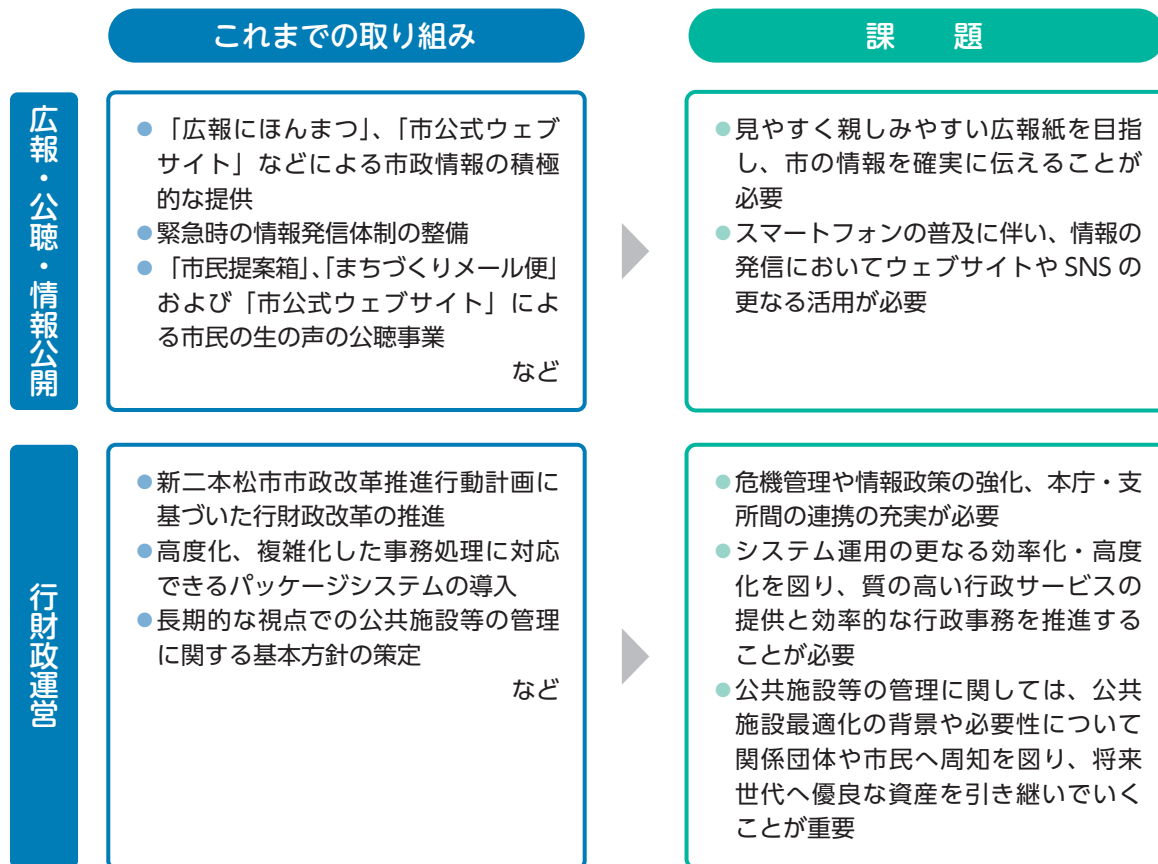 これまでの取り組み
課題
広報・公聴・情報公開
●「広報にほんまつ」、「市公式ウェブ
サイト」などによる市政情報の積極
的な提供
●緊急時の情報発信体制の整備
●「市民提案箱」、「まちづくりメール便」
および「市公式ウェブサイト」によ
る市民の生の声の公聴事業
など
●見やすく親しみやすい広報紙を目指
し、市の情報を確実に伝えることが
必要
●スマートフォンの普及に伴い、情報の
発信においてウェブサイトや SNS の
更なる活用が必要
行財政運営
●新二本松市市政改革推進行動計画に
基づいた行財政改革の推進
●高度化、複雑化した事務処理に対応
できるパッケージシステムの導入
●長期的な視点での公共施設等の管理
に関する基本方針の策定
など
●危機管理や情報政策の強化、本庁・支
所間の連携の充実が必要
●システム運用の更なる効率化・高度
化を図り、質の高い行政サービスの
提供と効率的な行政事務を推進する
ことが必要
●公共施設等の管理に関しては、公共
施設最適化の背景や必要性について
関係団体や市民へ周知を図り、将来
世代へ優良な資産を引き継いでいく
ことが重要